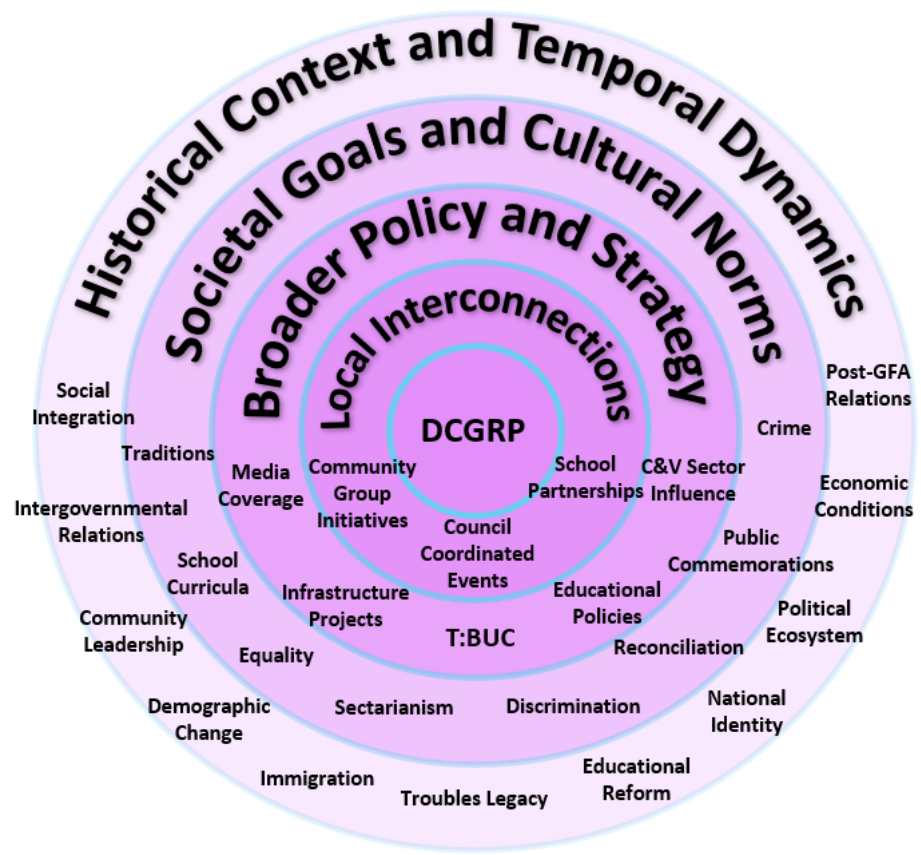 Historical Context and Temporal Dynamics
Societal Goals and Cultural Norms
Broader Policy and Strategy
Local Interconnections
DCGRP
Community
Group
Initiatives
School
Partnerships
Council
Coordinated
Events
Media
Coverage
C&V Sector
Influence
Infrastructure
Projects
Educational
Policies
T:BUC
Traditions
Crime
School
Curricula
Public
Commemorations
Equality
Reconciliation
Sectarianism
Discrimination
Social
Integration
Post-GFA
Relations
Intergovernmental
Relations
Economic
Conditions
Community
Leadership
Political
Ecosystem
Demographic
Change
National
Identity
Immigration
Troubles Legacy
Educational
Reform